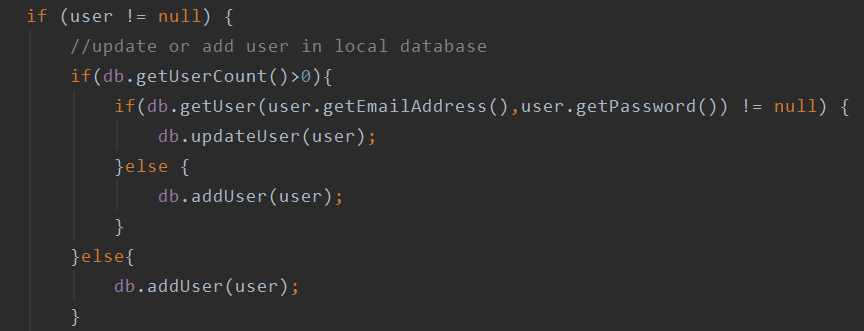 if (user != null) {
//update or add user in local database
if(db.getUserCount()>0){
if(db.getUser(user.getEmailAddress(),user.getPassword()) != null) {
db.updateUser(user);
}else {
db.addUser(user);
}
}else{
db.addUser(user);
}